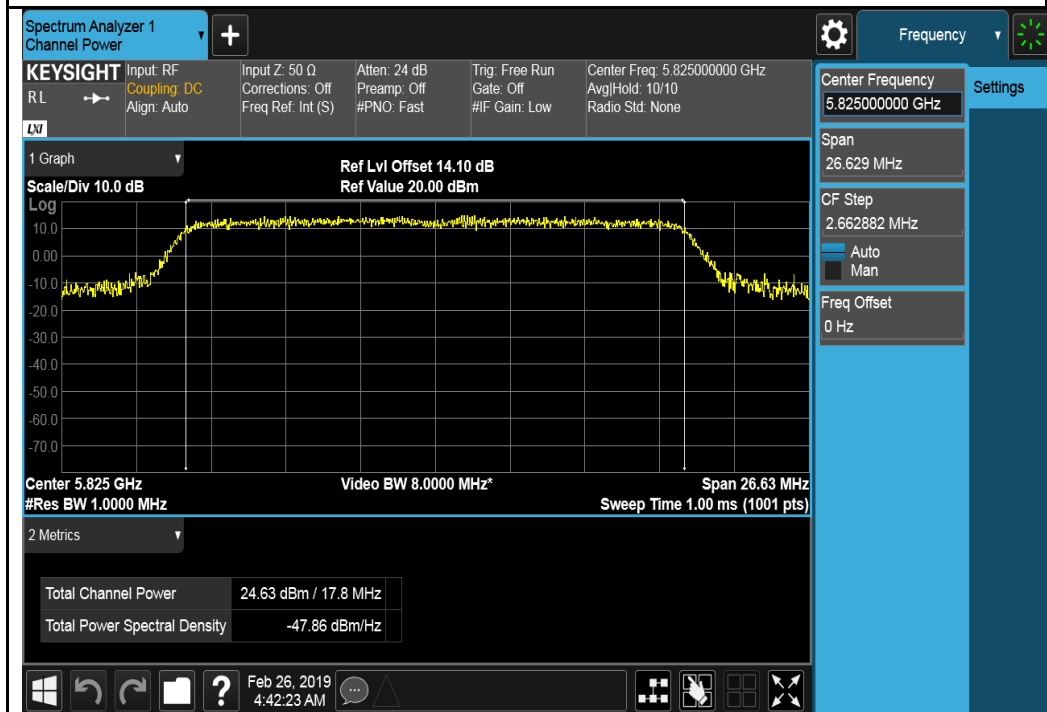 Spectrum Analyzer 1
Channel Power
+
Frequency
KEYSIGHT
RL
LXI
Input: RF
Coupling: DC
Align: Auto
Input Z: 50 Ω
Corrections: Off
Freq Ref: Int (S)
Atten: 24 dB
Preamp: Off
#PNO: Fast
Trig: Free Run
Gate: Off
#IF Gain: Low
Center Freq: 5.825000000 GHz
Avg|Hold: 10/10
Radio Std: None
Center Frequency
5.825000000 GHz
Settings
Span
26.629 MHz
CF Step
2.662882 MHz
Auto
Man
Freq Offset
0 Hz
1 Graph
Scale/Div 10.0 dB
Ref Lvl Offset 14.10 dB
Ref Value 20.00 dBm
Log
10.0
0.00
-10.0
-20.0
-30.0
-40.0
-50.0
-60.0
-70.0
Center 5.825 GHz
#Res BW 1.0000 MHz
Video BW 8.0000 MHz*
Span 26.63 MHz
Sweep Time 1.00 ms (1001 pts)
2 Metrics
Total Channel Power 24.63 dBm / 17.8 MHz
Total Power Spectral Density -47.86 dBm/Hz
?
Feb 26, 2019
4:42:23 AM